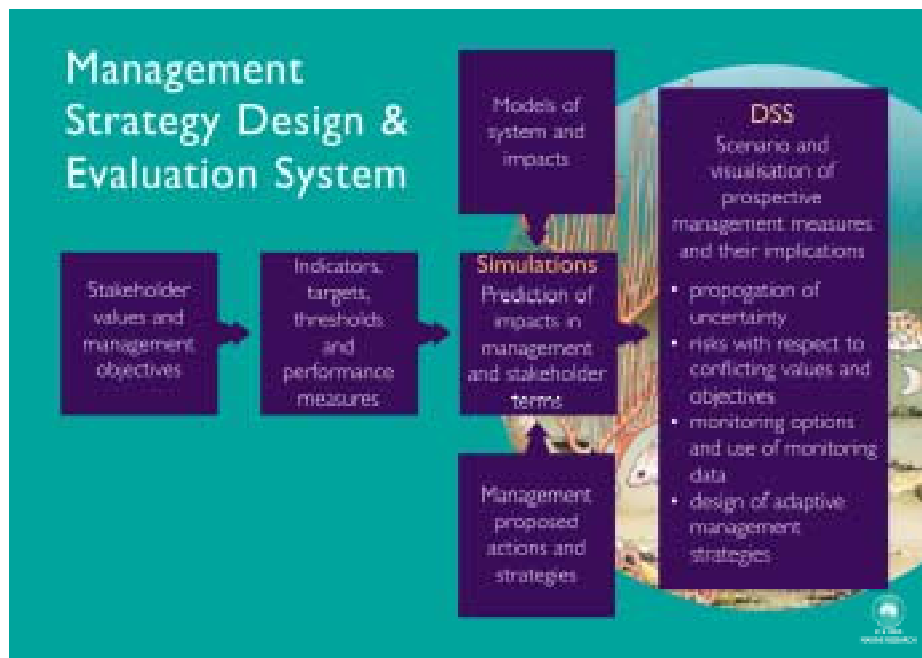 Management
Strategy Design &
Evaluation System
Stakeholder
values and
management
objectives
Indicators,
targets,
thresholds
and
performance
measures
Models of
system and
impacts
Simulations
Prediction of
impacts in
management
and stakeholder
terms
Management
proposed
actions and
strategies
DSS
Scenario and
visualisation of
prospective
management measures
and their implications
• propogation of
uncertainty
• risks with respect to
conflicting values and
objectives
• monitoring options
and use of monitoring
data
• design of adaptive
management
strategies
MARINE RESEARCH